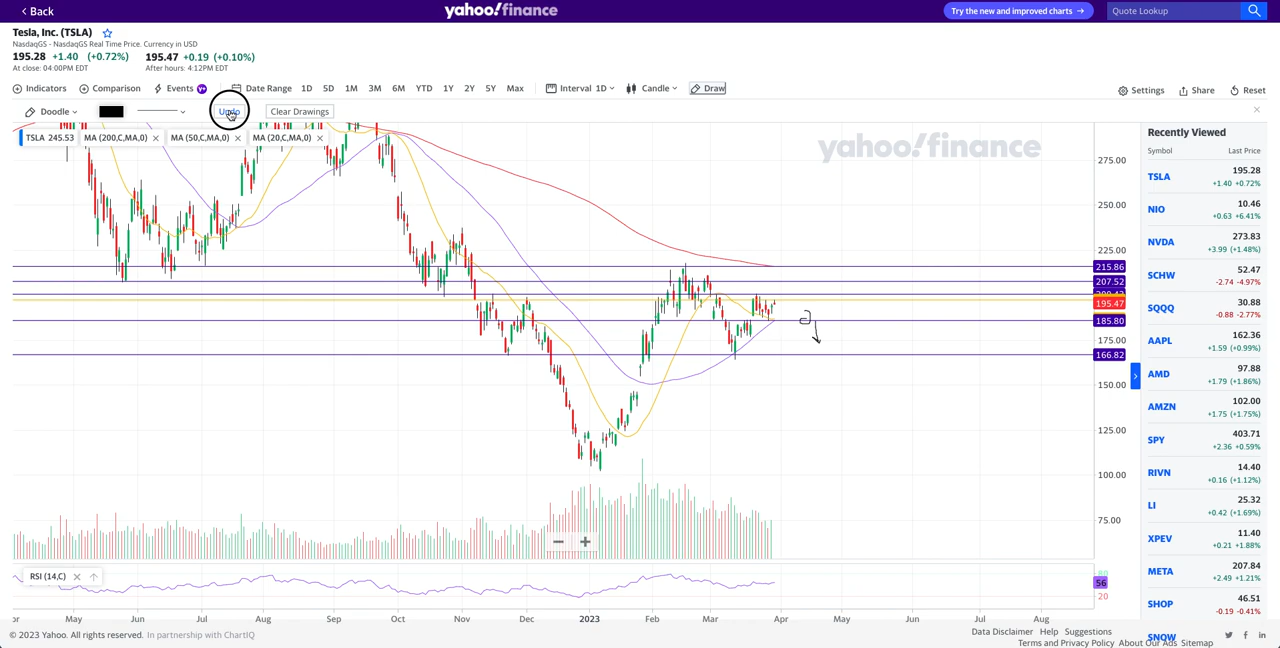 Back
yahoo!finance
Try the new and improved charts →
Quote Lookup
Tesla, Inc. (TSLA)
NasdaqGS - NasdaqGS Real Time Price. Currency in USD
195.28 +1.40 (+0.72%) 195.47 +0.19 (+0.10%)
At close: 04:00PM EDT After hours: 4:12PM EDT
Indicators Comparison Events Y+ Date Range 1D 5D 1M 3M 6M YTD 1Y 2Y 5Y Max Interval 1D Candle Draw Settings Share Reset
Doodle Undo Clear Drawings
TSLA 245.53 MA (200,C,MA,0) MA (50,C,MA,0) MA (20,C,MA,0)
yahoo!finance
275.00
250.00
225.00
215.86
207.52
195.47
185.80
175.00
166.82
150.00
125.00
100.00
75.00
RSI (14,C)
80
56
20
May Jun Jul Aug Sep Oct Nov Dec 2023 Feb Mar Apr May Jun Jul Aug
Recently Viewed
Symbol Last Price
TSLA 195.28
+1.40 +0.72%
NIO 10.46
+0.63 +6.41%
NVDA 273.83
+3.99 (+1.48%)
SCHW 52.47
-2.74 -4.97%
SQQQ 30.88
-0.88 -2.77%
AAPL 162.36
+1.59 (+0.99%)
AMD 97.88
+1.79 (+1.86%)
AMZN 102.00
+1.75 (+1.75%)
SPY 403.71
+2.36 +0.59%
RIVN 14.40
+0.16 (+1.12%)
LI 25.32
+0.42 (+1.69%)
XPEV 11.40
+0.21 +1.88%
META 207.84
+2.49 +1.21%
SHOP 46.51
-0.19 -0.41%
SNOW
© 2023 Yahoo. All rights reserved. In partnership with ChartIQ
Data Disclaimer Help Suggestions
Terms and Privacy Policy About Our Ads Sitemap